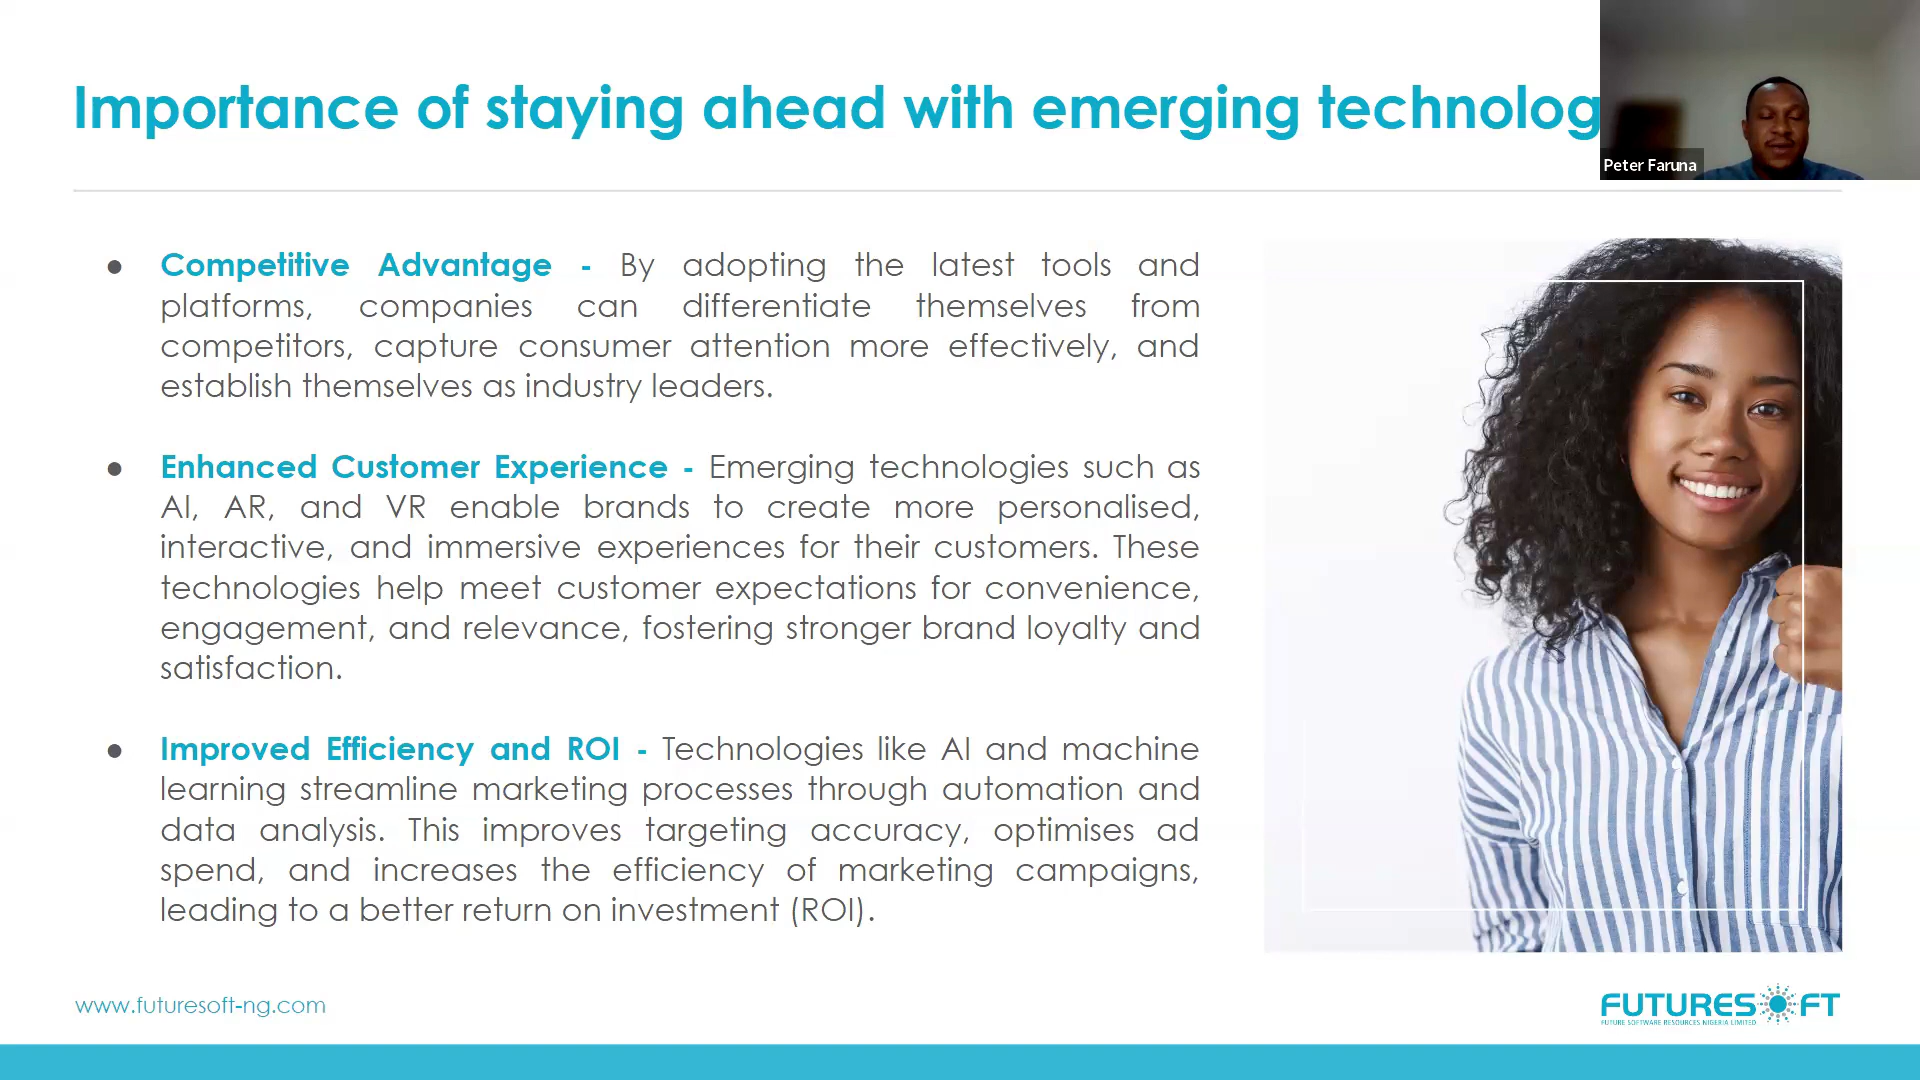 Importance of staying ahead with emerging technolog
Peter Faruna
● Competitive Advantage - By adopting the latest tools and
platforms, companies can differentiate themselves from
competitors, capture consumer attention more effectively, and
establish themselves as industry leaders.
● Enhanced Customer Experience - Emerging technologies such as
AI, AR, and VR enable brands to create more personalised,
interactive, and immersive experiences for their customers. These
technologies help meet customer expectations for convenience,
engagement, and relevance, fostering stronger brand loyalty and
satisfaction.
● Improved Efficiency and ROI - Technologies like AI and machine
learning streamline marketing processes through automation and
data analysis. This improves targeting accuracy, optimises ad
spend, and increases the efficiency of marketing campaigns,
leading to a better return on investment (ROI).
www.futuresoft-ng.com
FUTURESOFT
FUTURE SOFTWARE RESOURCES NIGERIA LIMITED